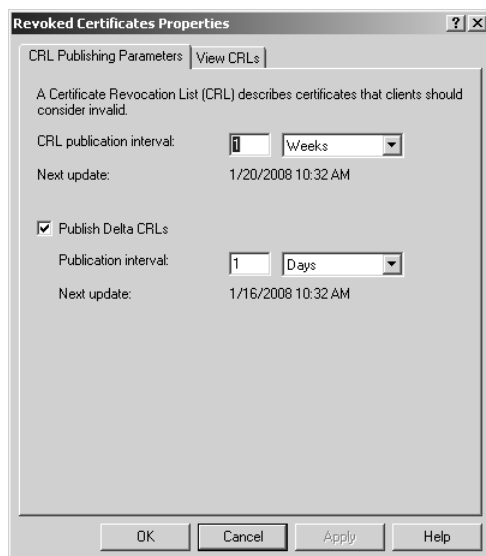 Revoked Certificates Properties
CRL Publishing Parameters View CRLs
A Certificate Revocation List (CRL) describes certificates that clients should
consider invalid.
CRL publication interval: 1 Weeks
Next update: 1/20/2008 10:32 AM
Publish Delta CRLs
Publication interval: 1 Days
Next update: 1/16/2008 10:32 AM
OK Cancel Apply Help